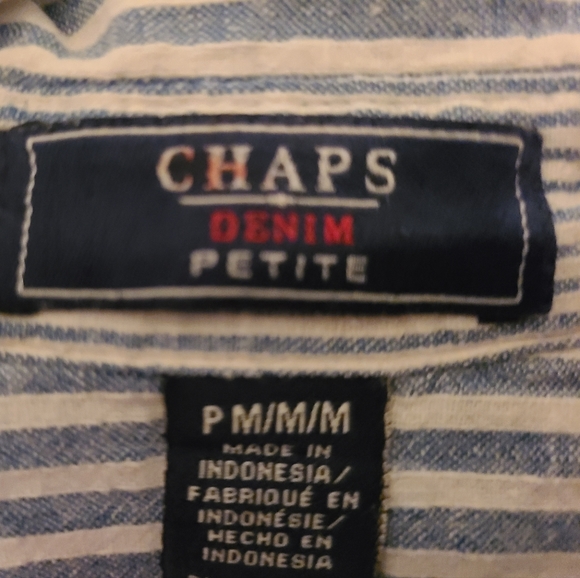 CHAPS
DENIM
PETITE
P M/M/M
MADE IN
INDONESIA/
FABRIQUÉ EN
INDONÉSIE/
HECHO EN
INDONESIA